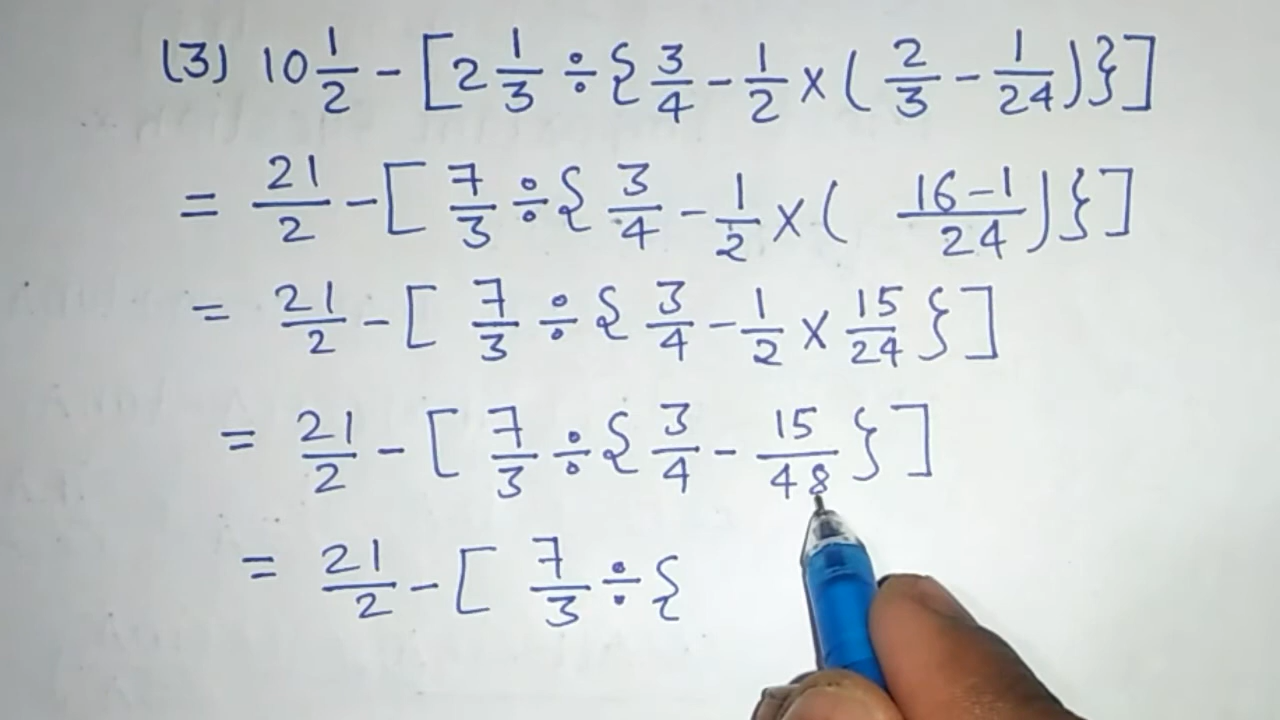 (3) 10 1/2 - [2 1/3 ÷ {3/4 - 1/2 × (2/3 - 1/24)}]
= 21/2 - [7/3 ÷ {3/4 - 1/2 × (16-1/24)}]
= 21/2 - [7/3 ÷ {3/4 - 1/2 × 15/24}]
= 21/2 - [7/3 ÷ {3/4 - 15/48}]
= 21/2 - [7/3 ÷ {